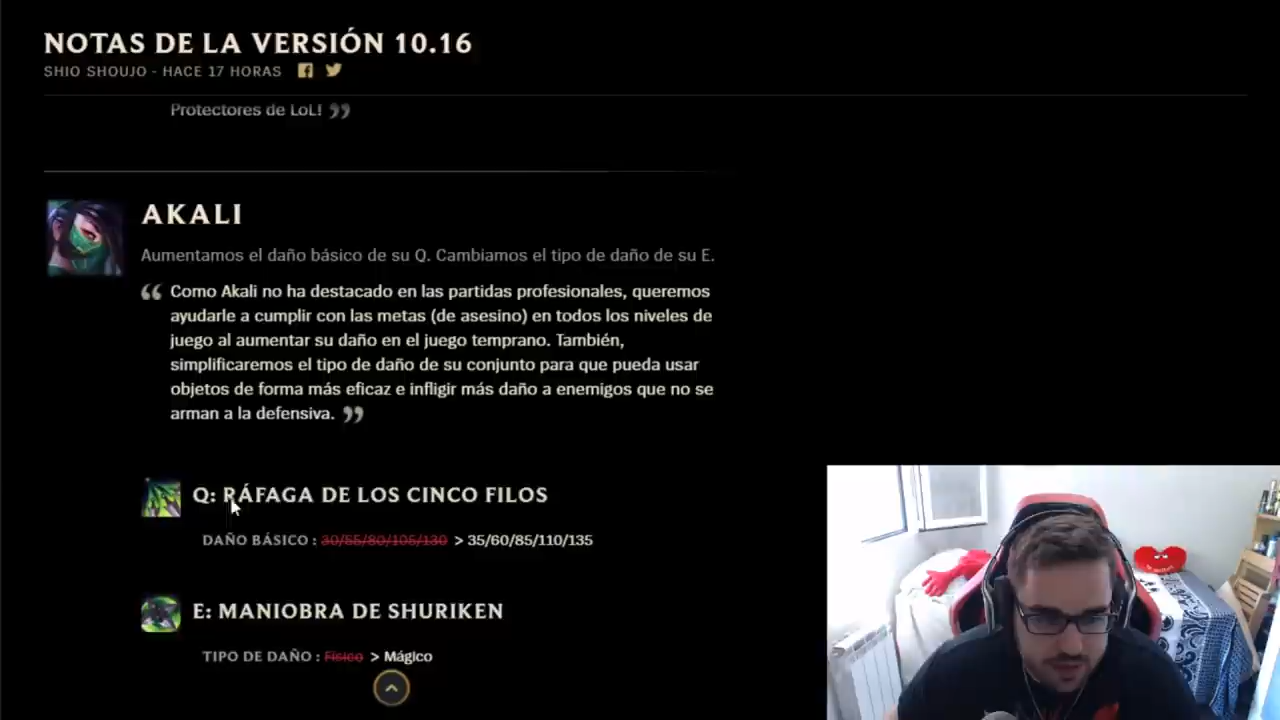 NOTAS DE LA VERSIÓN 10.16
SHIO SHOUJO - HACE 17 HORAS
Protectores de LoL! ”
AKALI
Aumentamos el daño básico de su Q. Cambiamos el tipo de daño de su E.
“ Como Akali no ha destacado en las partidas profesionales, queremos
ayudarle a cumplir con las metas (de asesino) en todos los niveles de
juego al aumentar su daño en el juego temprano. También,
simplificaremos el tipo de daño de su conjunto para que pueda usar
objetos de forma más eficaz e infligir más daño a enemigos que no se
arman a la defensiva. ”
Q: RÁFAGA DE LOS CINCO FILOS
DAÑO BÁSICO : 30/55/80/105/130 > 35/60/85/110/135
E: MANIOBRA DE SHURIKEN
TIPO DE DAÑO : Físico > Mágico